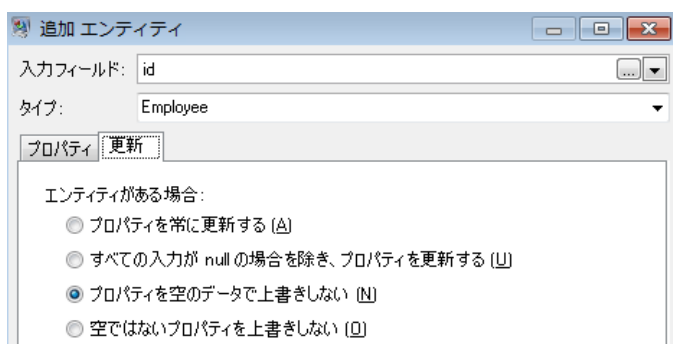 追加 エンティティ
入力フィールド: id ...
タイプ: Employee
プロパティ 更新
エンティティがある場合:
プロパティを常に更新する (A)
すべての入力が null の場合を除き、プロパティを更新する (U)
プロパティを空のデータで上書きしない (N)
空ではないプロパティを上書きしない (O)